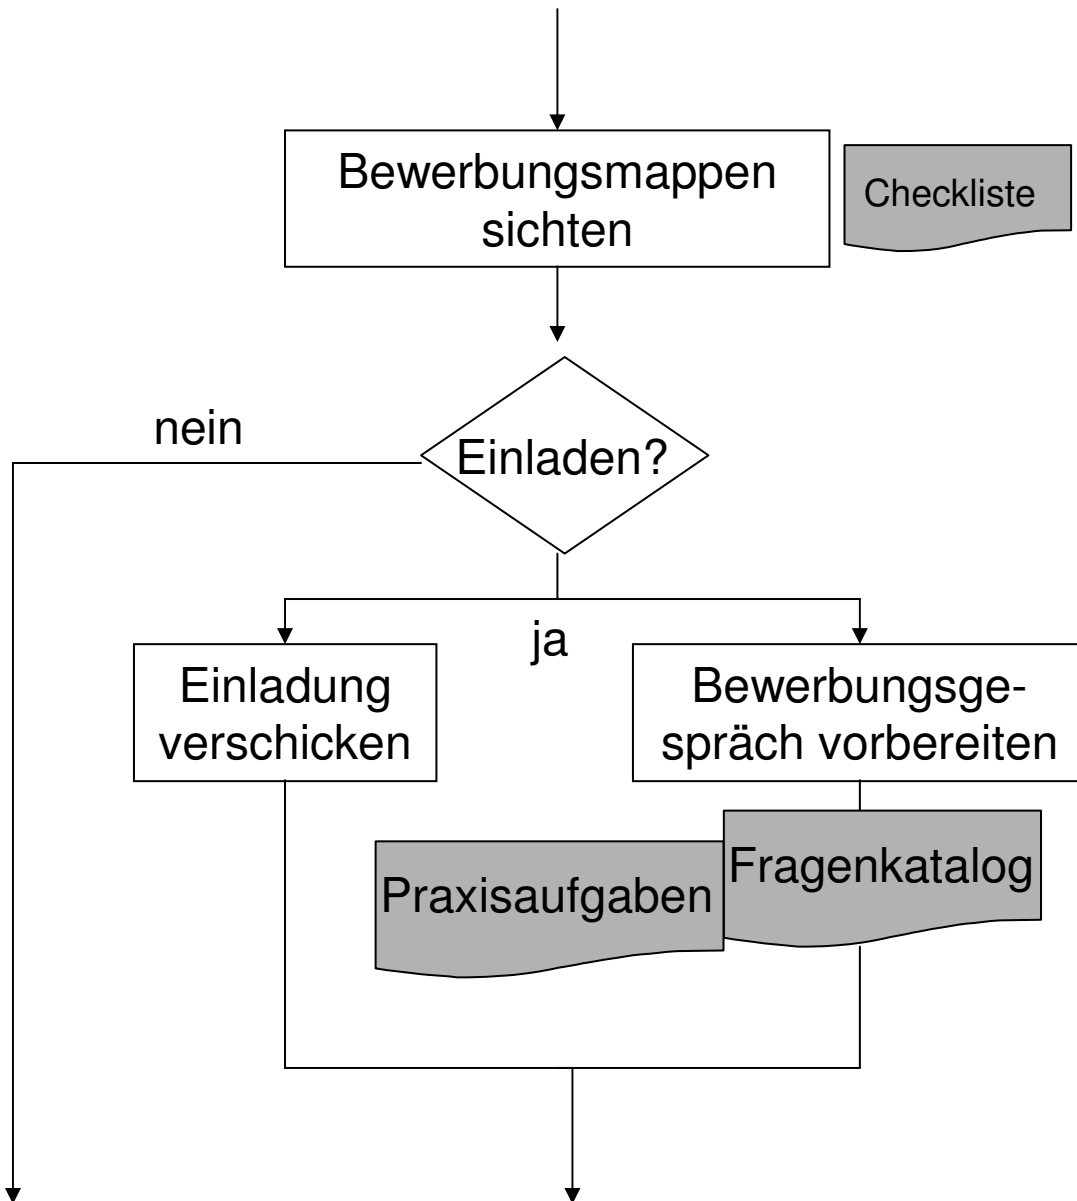 Bewerbungsmappen
sichten
Checkliste
nein
Einladen?
ja
Einladung
verschicken
Bewerbungsge-
spräch vorbereiten
Praxisaufgaben
Fragenkatalog